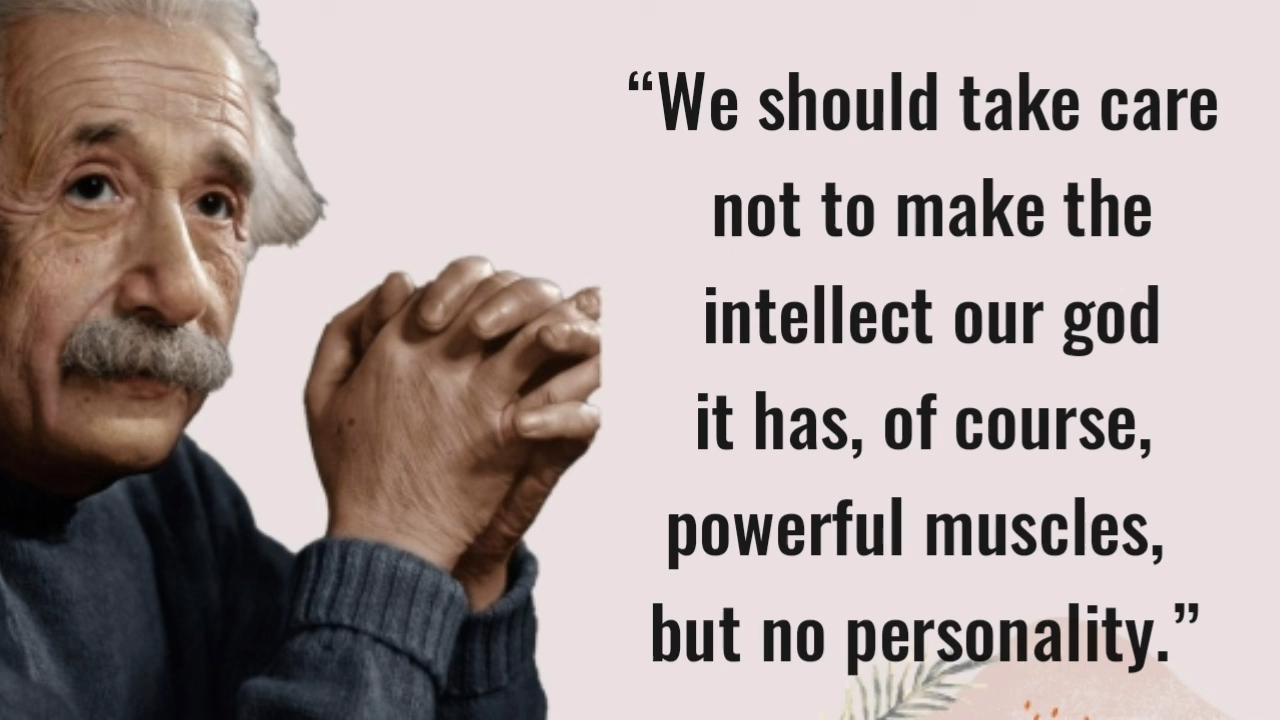 “We should take care
not to make the
intellect our god
it has, of course,
powerful muscles,
but no personality.”